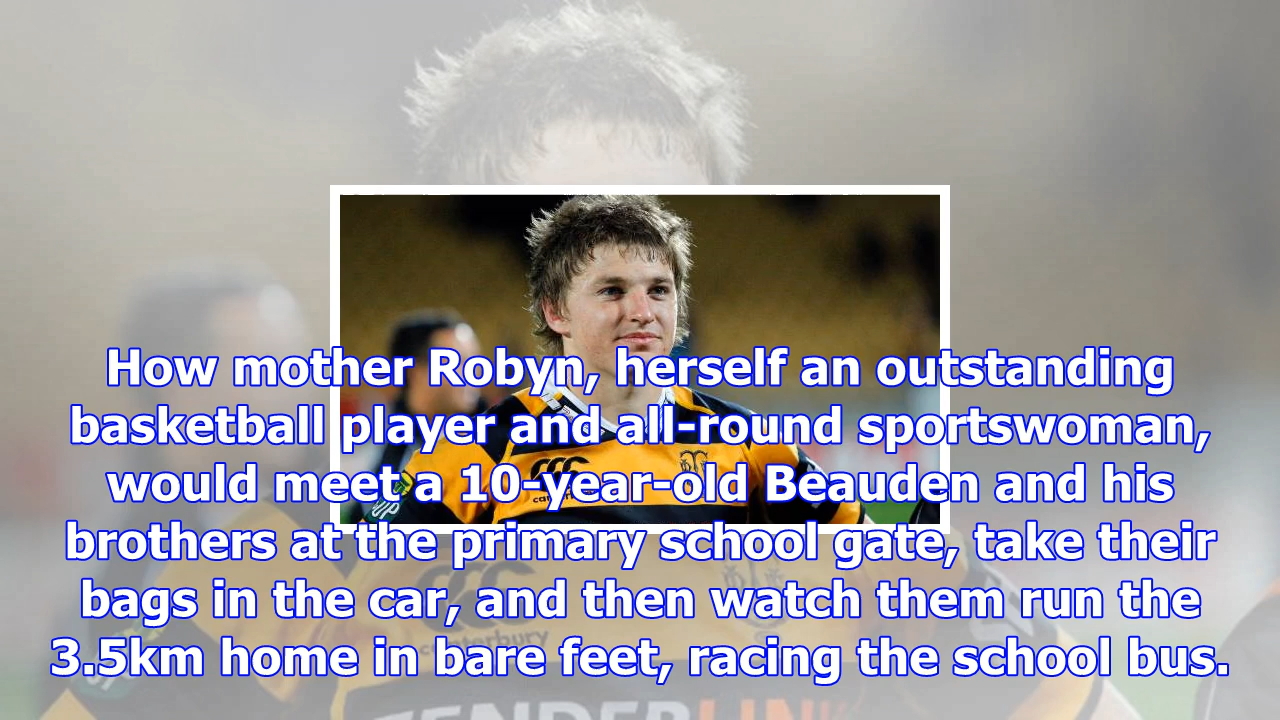 How mother Robyn, herself an outstanding
basketball player and all-round sportswoman,
would meet a 10-year-old Beauden and his
brothers at the primary school gate, take their
bags in the car, and then watch them run the
3.5km home in bare feet, racing the school bus.
CCC
canterbury